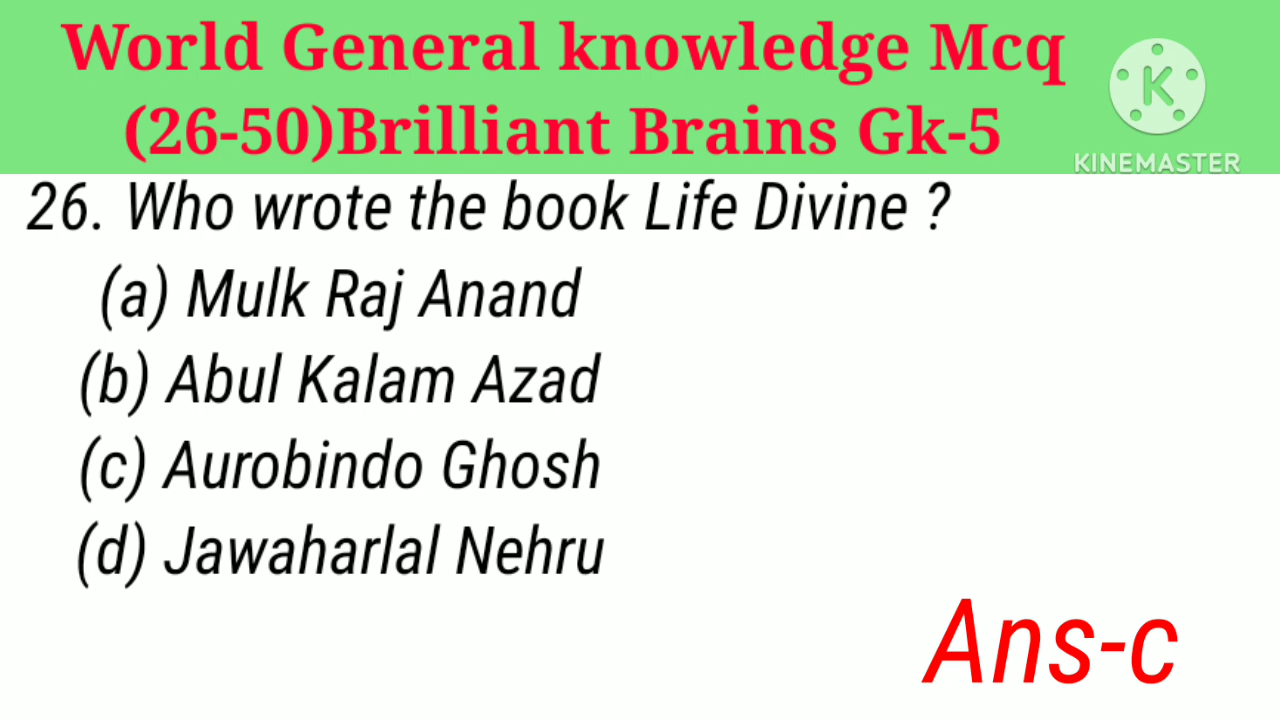 World General knowledge Mcq
(26-50)Brilliant Brains Gk-5
K
KINEMASTER
26. Who wrote the book Life Divine ?
(a) Mulk Raj Anand
(b) Abul Kalam Azad
(c) Aurobindo Ghosh
(d) Jawaharlal Nehru
Ans-c